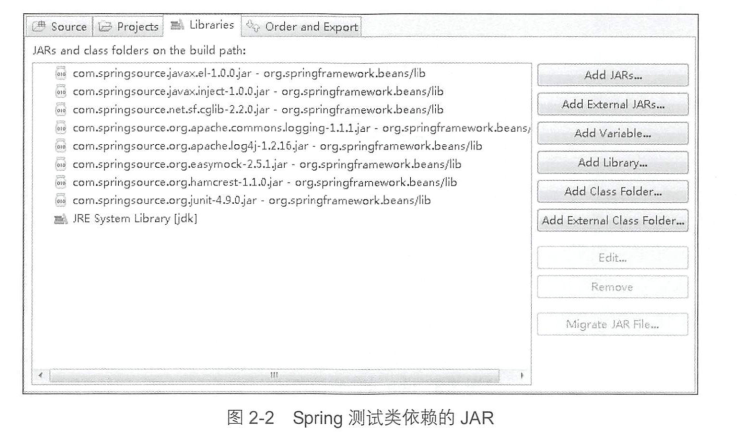 Source Projects Libraries Order and Export
JARs and class folders on the build path:
com.springsource.javax.el-1.0.0.jar - org.springframework.beans/lib
com.springsource.javax.inject-1.0.0.jar - org.springframework.beans/lib
com.springsource.net.sf.cglib-2.2.0.jar - org.springframework.beans/lib
com.springsource.org.apache.commons.logging-1.1.1.jar - org.springframework.beans/
com.springsource.org.apache.log4j-1.2.16.jar - org.springframework.beans/lib
com.springsource.org.easymock-2.5.1.jar - org.springframework.beans/lib
com.springsource.org.hamcrest-1.1.0.jar - org.springframework.beans/lib
com.springsource.org.junit-4.9.0.jar - org.springframework.beans/lib
JRE System Library [jdk]
Add JARs...
Add External JARs...
Add Variable...
Add Library...
Add Class Folder...
Add External Class Folder...
Edit...
Remove
Migrate JAR File...
图 2-2 Spring 测试类依赖的 JAR